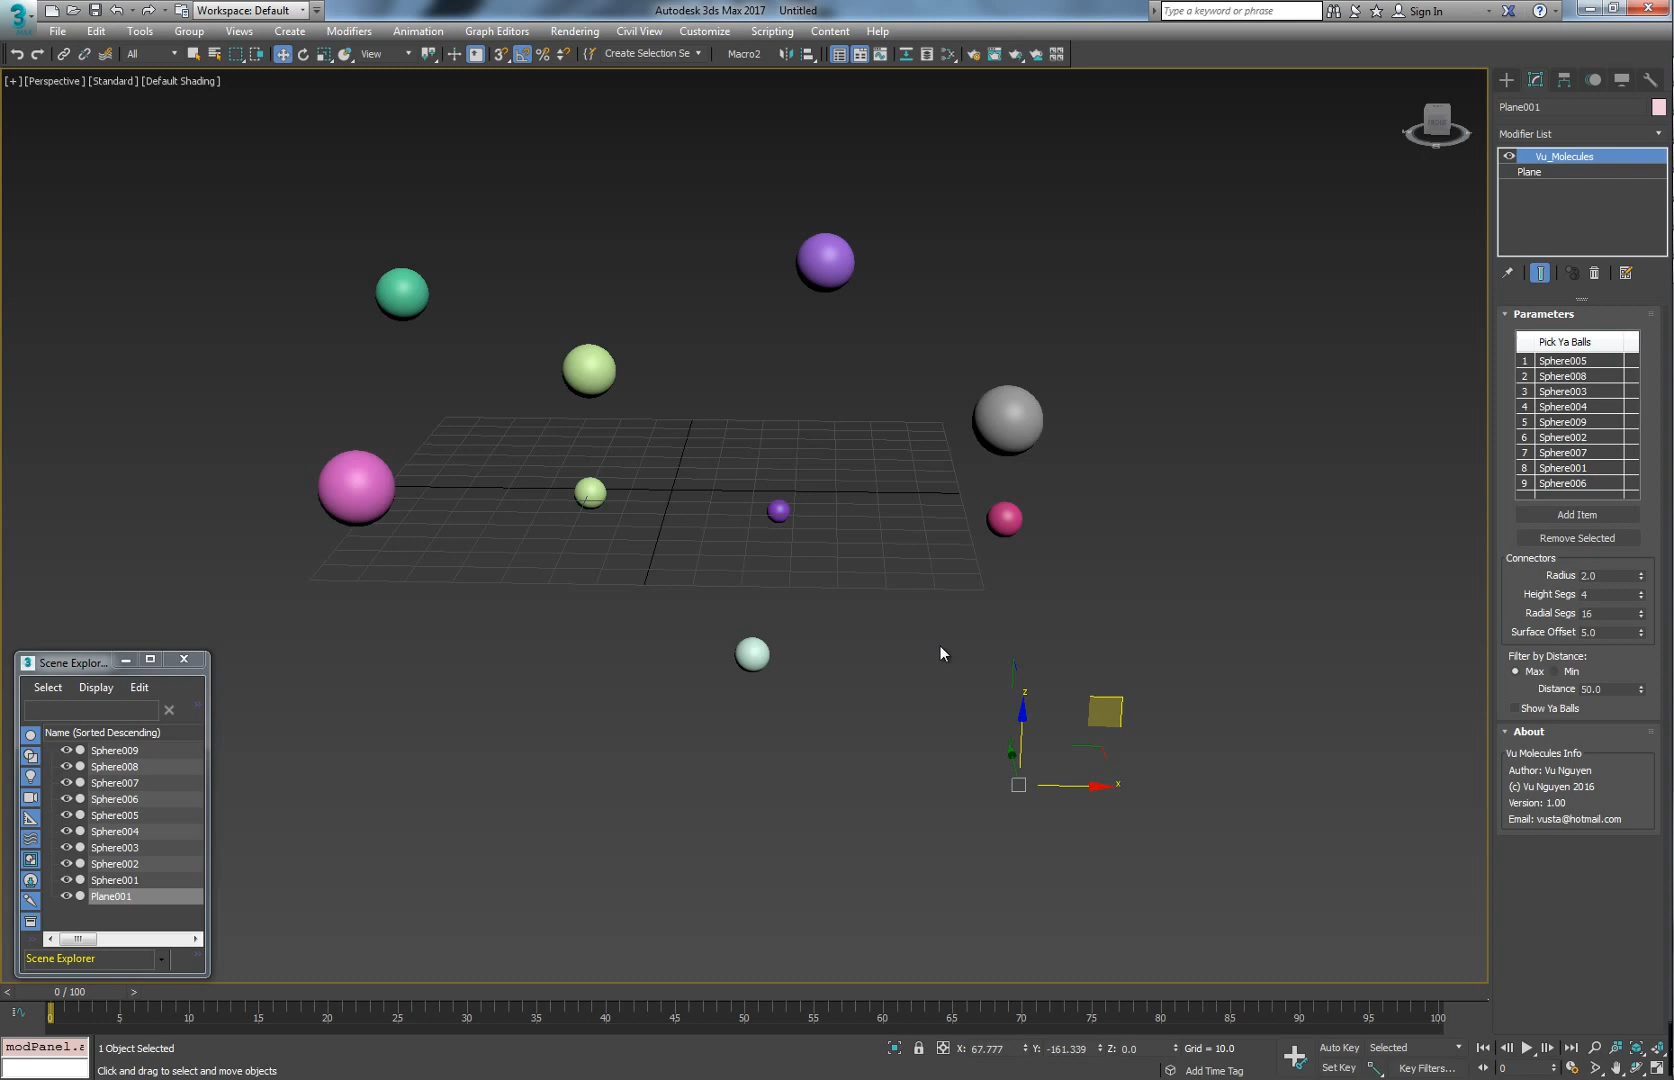 Workspace: Default
Autodesk 3ds Max 2017 Untitled
Type a keyword or phrase
Sign In
File Edit Tools Group Views Create Modifiers Animation Graph Editors Rendering Civil View Customize Scripting Content Help
All View Create Selection Se Macro2
[+][Perspective][Standard][Default Shading]
Plane001
Modifier List
Vu_Molecules
Plane
Parameters
Pick Ya Balls
1 Sphere005
2 Sphere008
3 Sphere003
4 Sphere004
5 Sphere009
6 Sphere002
7 Sphere007
8 Sphere001
9 Sphere006
Add Item
Remove Selected
Connectors
Radius 2.0
Height Segs 4
Radial Segs 16
Surface Offset 5.0
Filter by Distance:
Max Min
Distance 50.0
Show Ya Balls
About
Vu Molecules Info
Author: Vu Nguyen
(c) Vu Nguyen 2016
Version: 1.00
Email: vusta@hotmail.com
z
x
Scene Explor...
Select Display Edit
Name (Sorted Descending)
Sphere009
Sphere008
Sphere007
Sphere006
Sphere005
Sphere004
Sphere003
Sphere002
Sphere001
Plane001
Scene Explorer
< 0 / 100 >
0 5 10 15 20 25 30 35 40 45 50 55 60 65 70 75 80 85 90 95 100
modPanel.a
1 Object Selected
X: 67.777 Y: -161.339 Z: 0.0 Grid = 10.0
Auto Key Selected
Click and drag to select and move objects
Add Time Tag
Set Key Key Filters... 0